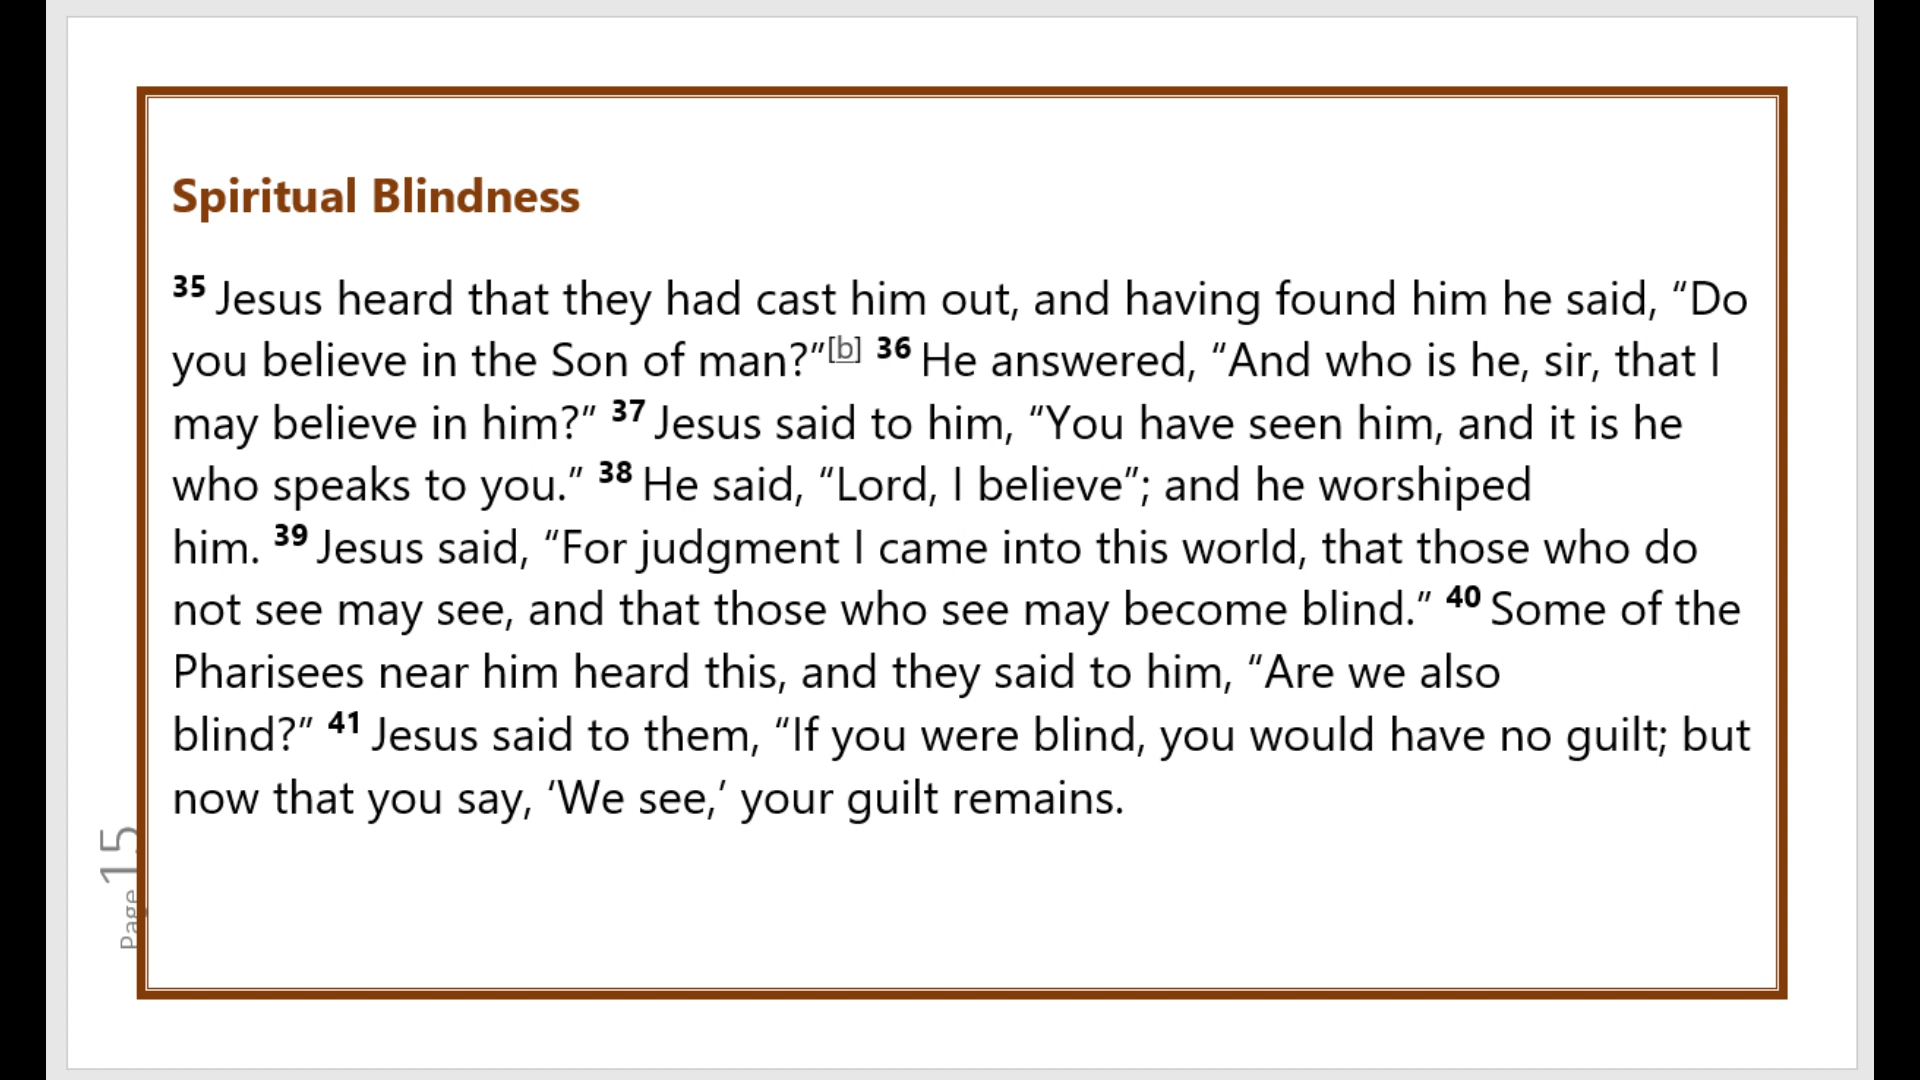 Spiritual Blindness
35 Jesus heard that they had cast him out, and having found him he said, “Do
you believe in the Son of man?”[b] 36 He answered, “And who is he, sir, that I
may believe in him?” 37 Jesus said to him, “You have seen him, and it is he
who speaks to you.” 38 He said, “Lord, I believe”; and he worshiped
him. 39 Jesus said, “For judgment I came into this world, that those who do
not see may see, and that those who see may become blind.” 40 Some of the
Pharisees near him heard this, and they said to him, “Are we also
blind?” 41 Jesus said to them, “If you were blind, you would have no guilt; but
now that you say, ‘We see,’ your guilt remains.
Page 15